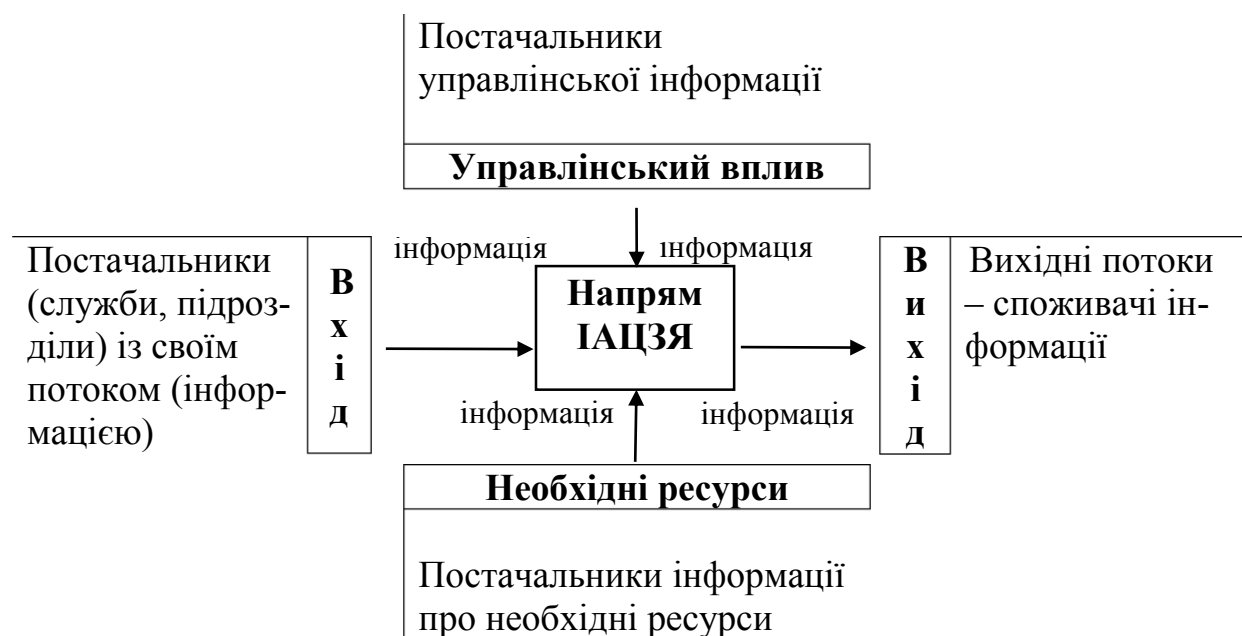 Постачальники
управлінської інформації
Управлінський вплив
інформація
інформація
Постачальники
(служби, підроз-
діли) із своїм
потоком (інфор-
мацією)
В
х
і
д
Напрям
ІАЦЗЯ
В
и
х
і
д
Вихідні потоки
– споживачі ін-
формації
інформація
інформація
Необхідні ресурси
Постачальники інформації
про необхідні ресурси